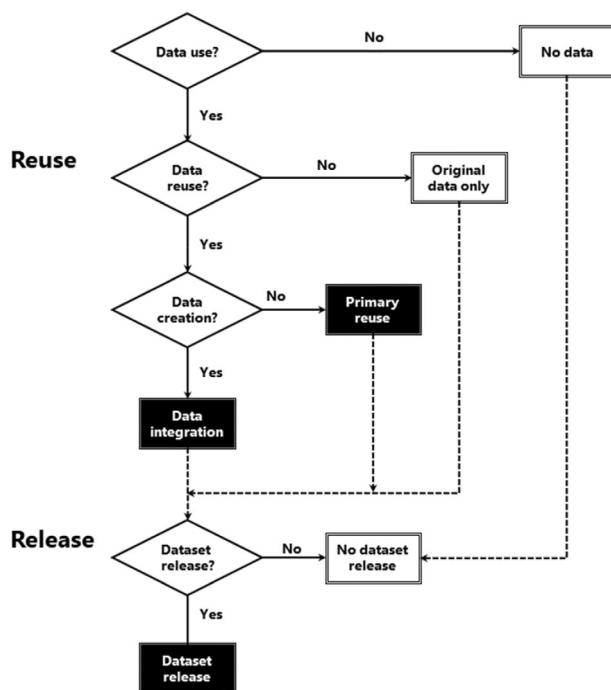 Data use?
No
No data
Yes
Reuse
Data
reuse?
No
Original
data only
Yes
Data
creation?
No
Primary
reuse
Yes
Data
integration
Release
Dataset
release?
No
No dataset
release
Yes
Dataset
release